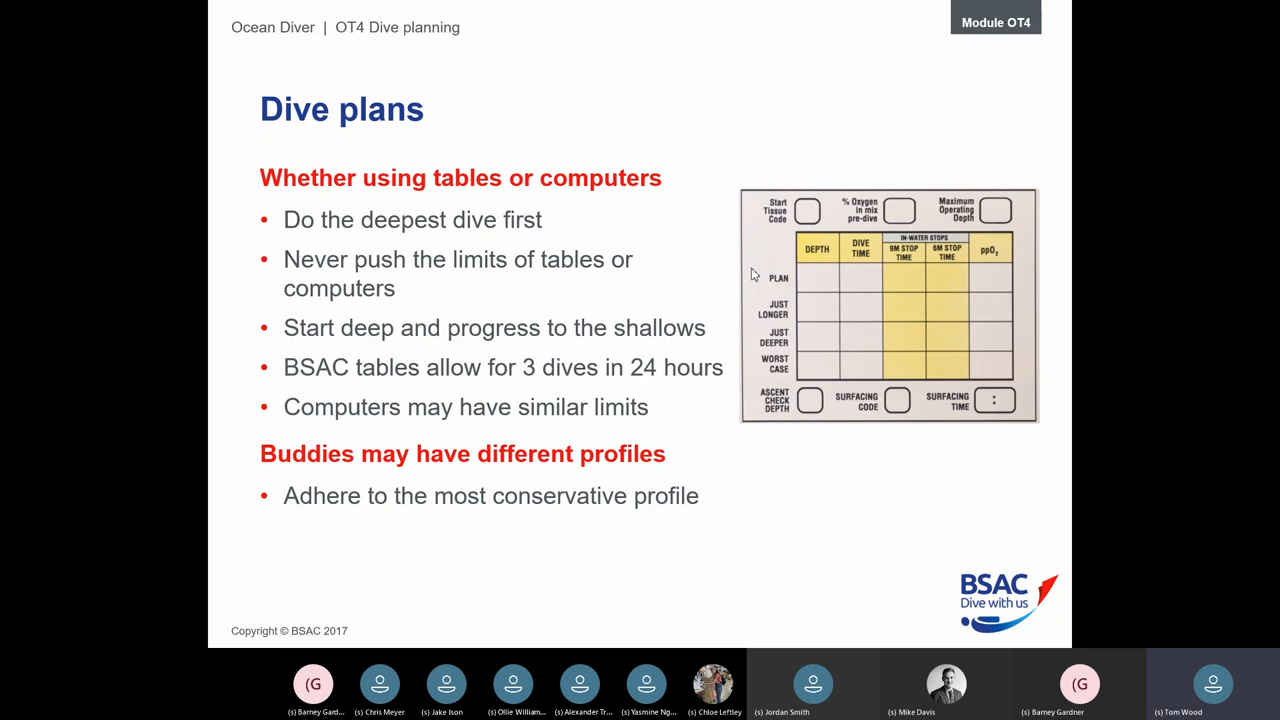 Ocean Diver | OT4 Dive planning
Module OT4
Dive plans
Whether using tables or computers
• Do the deepest dive first
• Never push the limits of tables or
computers
• Start deep and progress to the shallows
• BSAC tables allow for 3 dives in 24 hours
• Computers may have similar limits
Buddies may have different profiles
• Adhere to the most conservative profile
Start
Tissue
Code
% Oxygen
in mix
pre-dive
Maximum
Operating
Depth
DEPTH
DIVE
TIME
IN-WATER STOPS
9M STOP
TIME
6M STOP
TIME
ppO₂
PLAN
JUST
LONGER
JUST
DEEPER
WORST
CASE
ASCENT
CHECK
DEPTH
SURFACING
CODE
SURFACING
TIME
:
BSAC
Dive with us
Copyright © BSAC 2017
(G
(G
(s) Barney Gard...
(s) Chris Meyer
(s) Jake Ison
(s) Ollie William...
(s) Alexander Tr...
(s) Yasmine Ng...
(s) Chloe Leftley
(s) Jordan Smith
(s) Mike Davis
(s) Barney Gardner
(s) Tom Wood